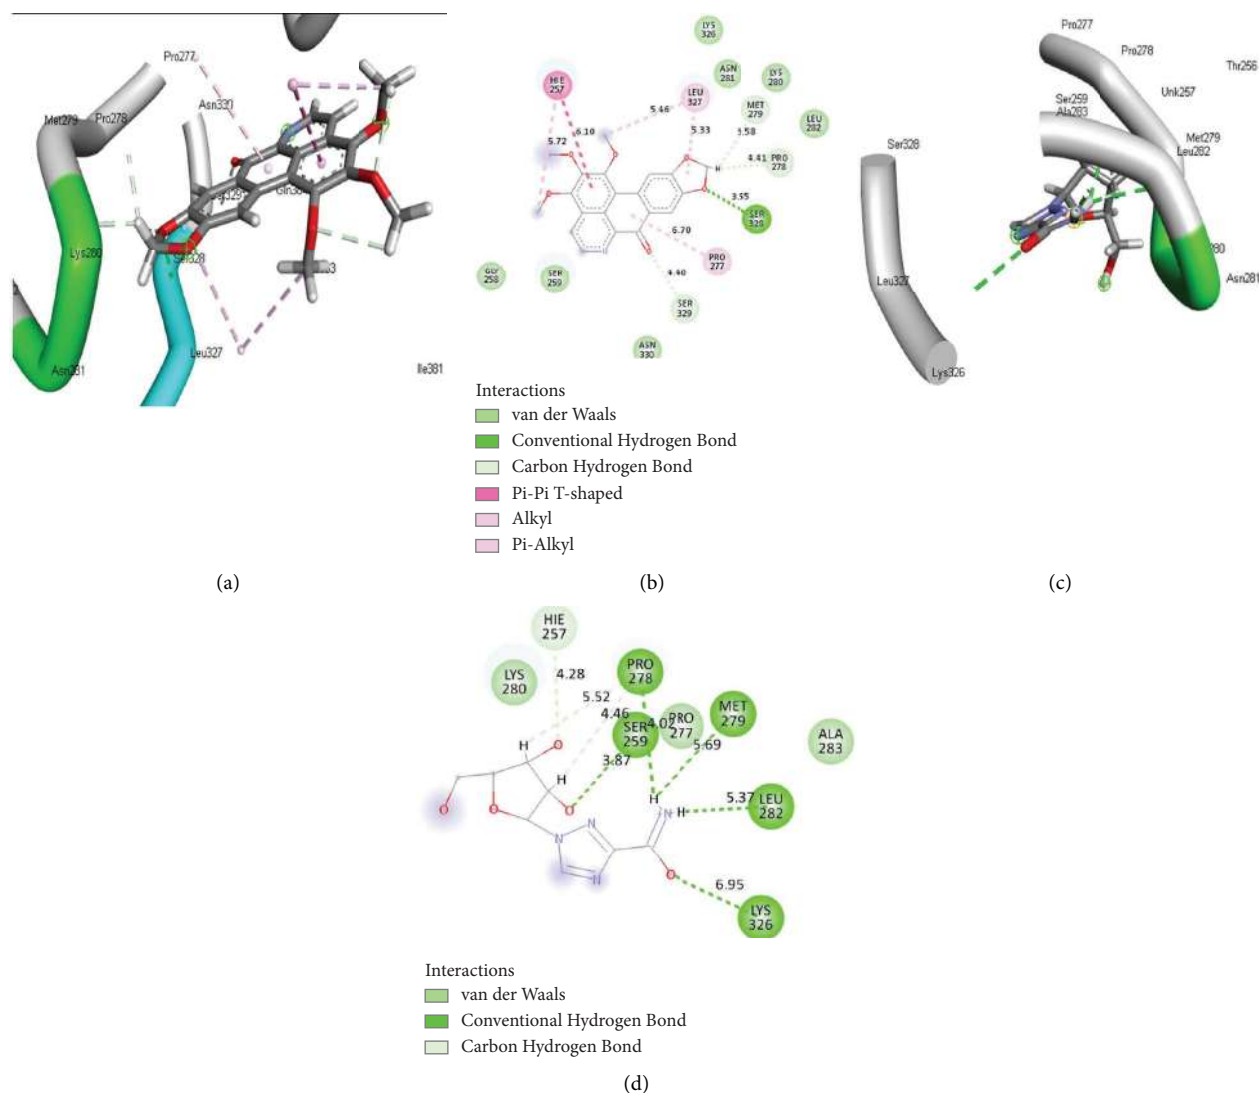 Pro277
Asn330
Met279
Pro278
Lys280
Ser328
Leu327
Asn281
Ile381
LYS 326
ASN 281
LYS 280
HIE 257
LEU 327
MET 279
LEU 282
5.46
6.10
5.72
5.33
4.41
PRO 278
H
O
O
O
O
O
3.55
SER 328
6.70
PRO 277
O
N
4.40
GLY 258
SER 259
SER 329
ASN 330
Interactions
van der Waals
Conventional Hydrogen Bond
Carbon Hydrogen Bond
Pi-Pi T-shaped
Alkyl
Pi-Alkyl
Pro277
Pro278
Thr256
Unk257
Ser259
Ala283
Ser328
Met279
Leu282
Leu327
Asn281
Lys326
(a)
(b)
(c)
HIE 257
LYS 280
4.28
PRO 278
5.52
4.46
SER 259
4.02
PRO 277
MET 279
5.69
ALA 283
H
O
3.87
H
O
O
O
H
N
H
5.37
LEU 282
N
N
N
O
6.95
LYS 326
Interactions
van der Waals
Conventional Hydrogen Bond
Carbon Hydrogen Bond
(d)